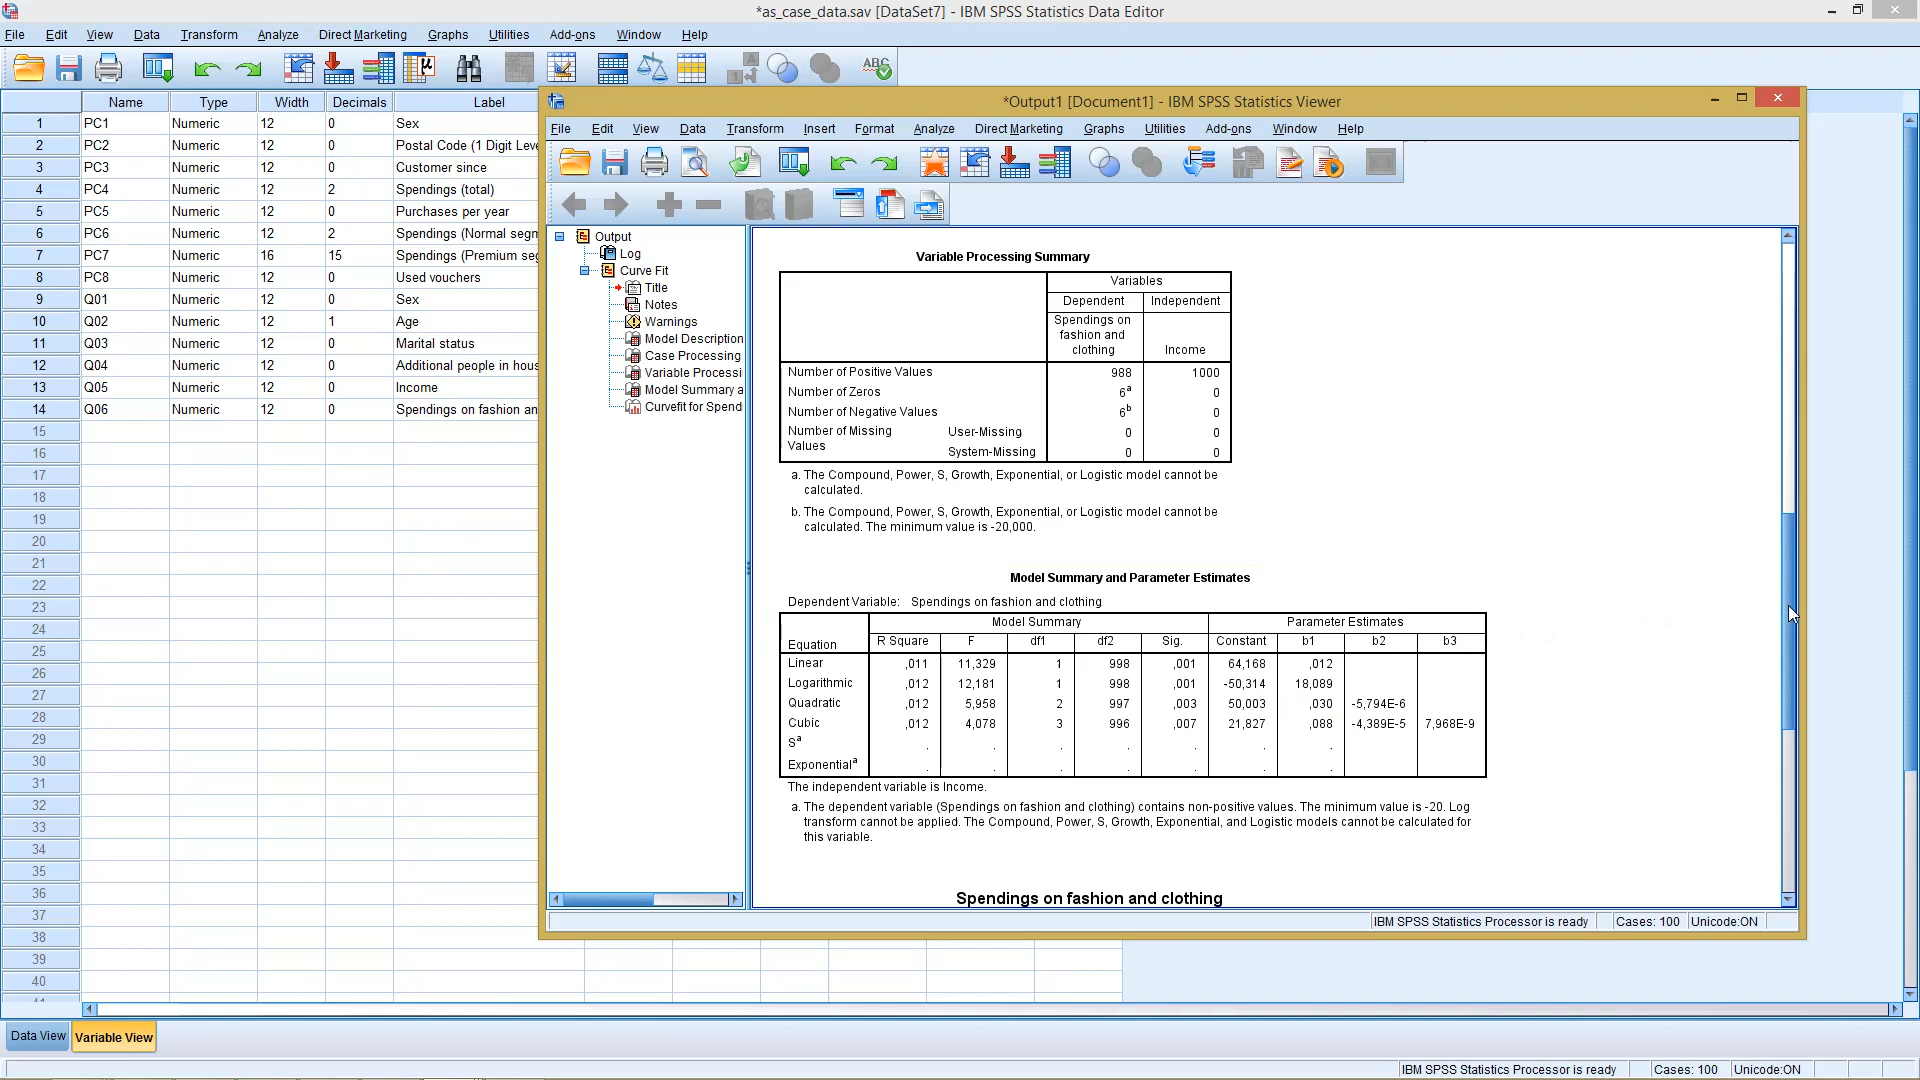 *as_case_data.sav [DataSet7] - IBM SPSS Statistics Data Editor
File Edit View Data Transform Analyze Direct Marketing Graphs Utilities Add-ons Window Help
Name Type Width Decimals Label
1 PC1 Numeric 12 0 Sex
2 PC2 Numeric 12 0 Postal Code (1 Digit Leve
3 PC3 Numeric 12 0 Customer since
4 PC4 Numeric 12 2 Spendings (total)
5 PC5 Numeric 12 0 Purchases per year
6 PC6 Numeric 12 2 Spendings (Normal segm
7 PC7 Numeric 16 15 Spendings (Premium seg
8 PC8 Numeric 12 0 Used vouchers
9 Q01 Numeric 12 0 Sex
10 Q02 Numeric 12 1 Age
11 Q03 Numeric 12 0 Marital status
12 Q04 Numeric 12 0 Additional people in hous
13 Q05 Numeric 12 0 Income
14 Q06 Numeric 12 0 Spendings on fashion an
15
16
17
18
19
20
21
22
23
24
25
26
27
28
29
30
31
32
33
34
35
36
37
38
39
40
*Output1 [Document1] - IBM SPSS Statistics Viewer
File Edit View Data Transform Insert Format Analyze Direct Marketing Graphs Utilities Add-ons Window Help
Output
Log
Curve Fit
Title
Notes
Warnings
Model Description
Case Processing
Variable Processi
Model Summary a
Curvefit for Spend
Variable Processing Summary
Variables
Dependent Independent
Spendings on
fashion and
clothing Income
Number of Positive Values 988 1000
Number of Zeros 6a 0
Number of Negative Values 6b 0
Number of Missing User-Missing 0 0
Values System-Missing 0 0
a. The Compound, Power, S, Growth, Exponential, or Logistic model cannot be
calculated.
b. The Compound, Power, S, Growth, Exponential, or Logistic model cannot be
calculated. The minimum value is -20,000.
Model Summary and Parameter Estimates
Dependent Variable: Spendings on fashion and clothing
Model Summary Parameter Estimates
Equation R Square F df1 df2 Sig. Constant b1 b2 b3
Linear ,011 11,329 1 998 ,001 64,168 ,012
Logarithmic ,012 12,181 1 998 ,001 -50,314 18,089
Quadratic ,012 5,958 2 997 ,003 50,003 ,030 -5,794E-6
Cubic ,012 4,078 3 996 ,007 21,827 ,088 -4,389E-5 7,968E-9
Sa . . . . . . .
Exponentiala . . . . . . .
The independent variable is Income.
a. The dependent variable (Spendings on fashion and clothing) contains non-positive values. The minimum value is -20. Log
transform cannot be applied. The Compound, Power, S, Growth, Exponential, and Logistic models cannot be calculated for
this variable.
Spendings on fashion and clothing
IBM SPSS Statistics Processor is ready Cases: 100 Unicode:ON
Data View Variable View
IBM SPSS Statistics Processor is ready Cases: 100 Unicode:ON